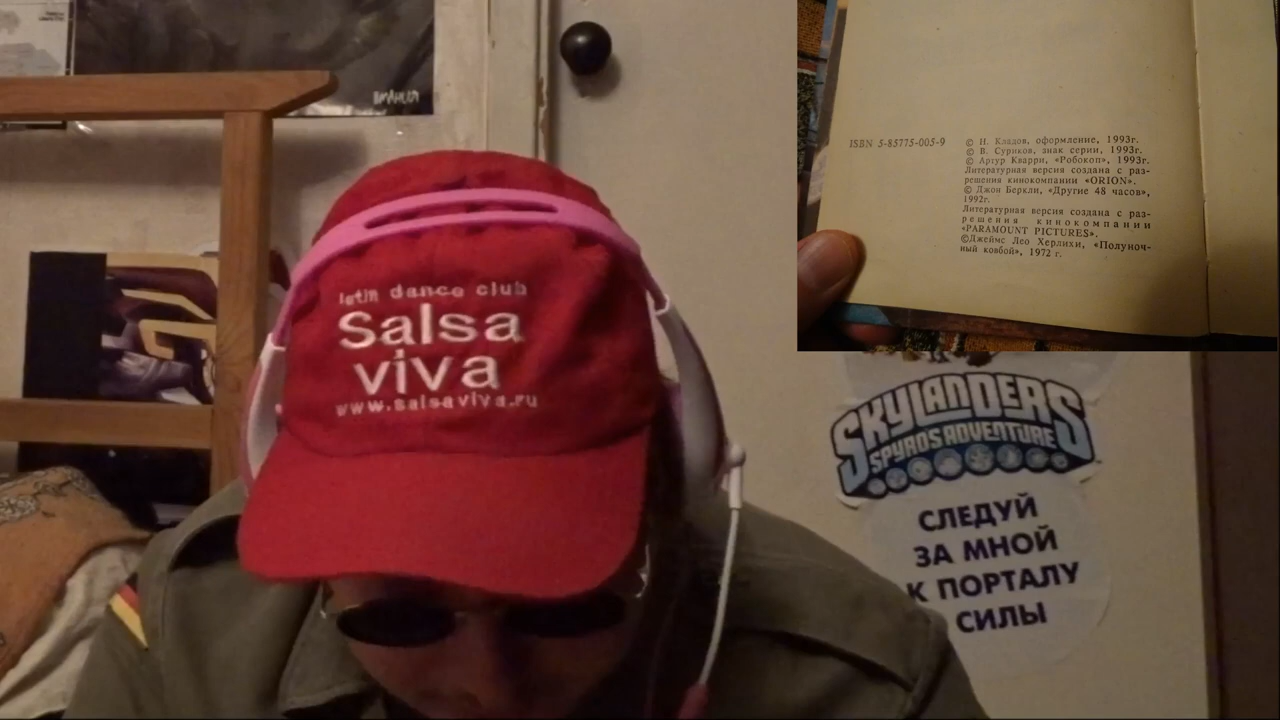 latin dance club
Salsa
viva
www.salsaviva.ru
ISBN 5-85775-005-9
© И. Кладов, оформление, 1993г.
© В. Суриков, знак серии, 1993г.
© Артур Кварри, «Робокоп», 1993г.
Литературная версия создана с раз-
решения кинокомпании «ORION».
© Джон Беркли, «Другие 48 часов»,
1992г.
Литературная версия создана с раз-
решения кинокомпании
«PARAMOUNT PICTURES».
©Джеймс Лео Херлихи, «Полуноч-
ный ковбой», 1972 г.
SKYLANDERS
SPYRO'S ADVENTURE
СЛЕДУЙ
ЗА МНОЙ
К ПОРТАЛУ
СИЛЫ